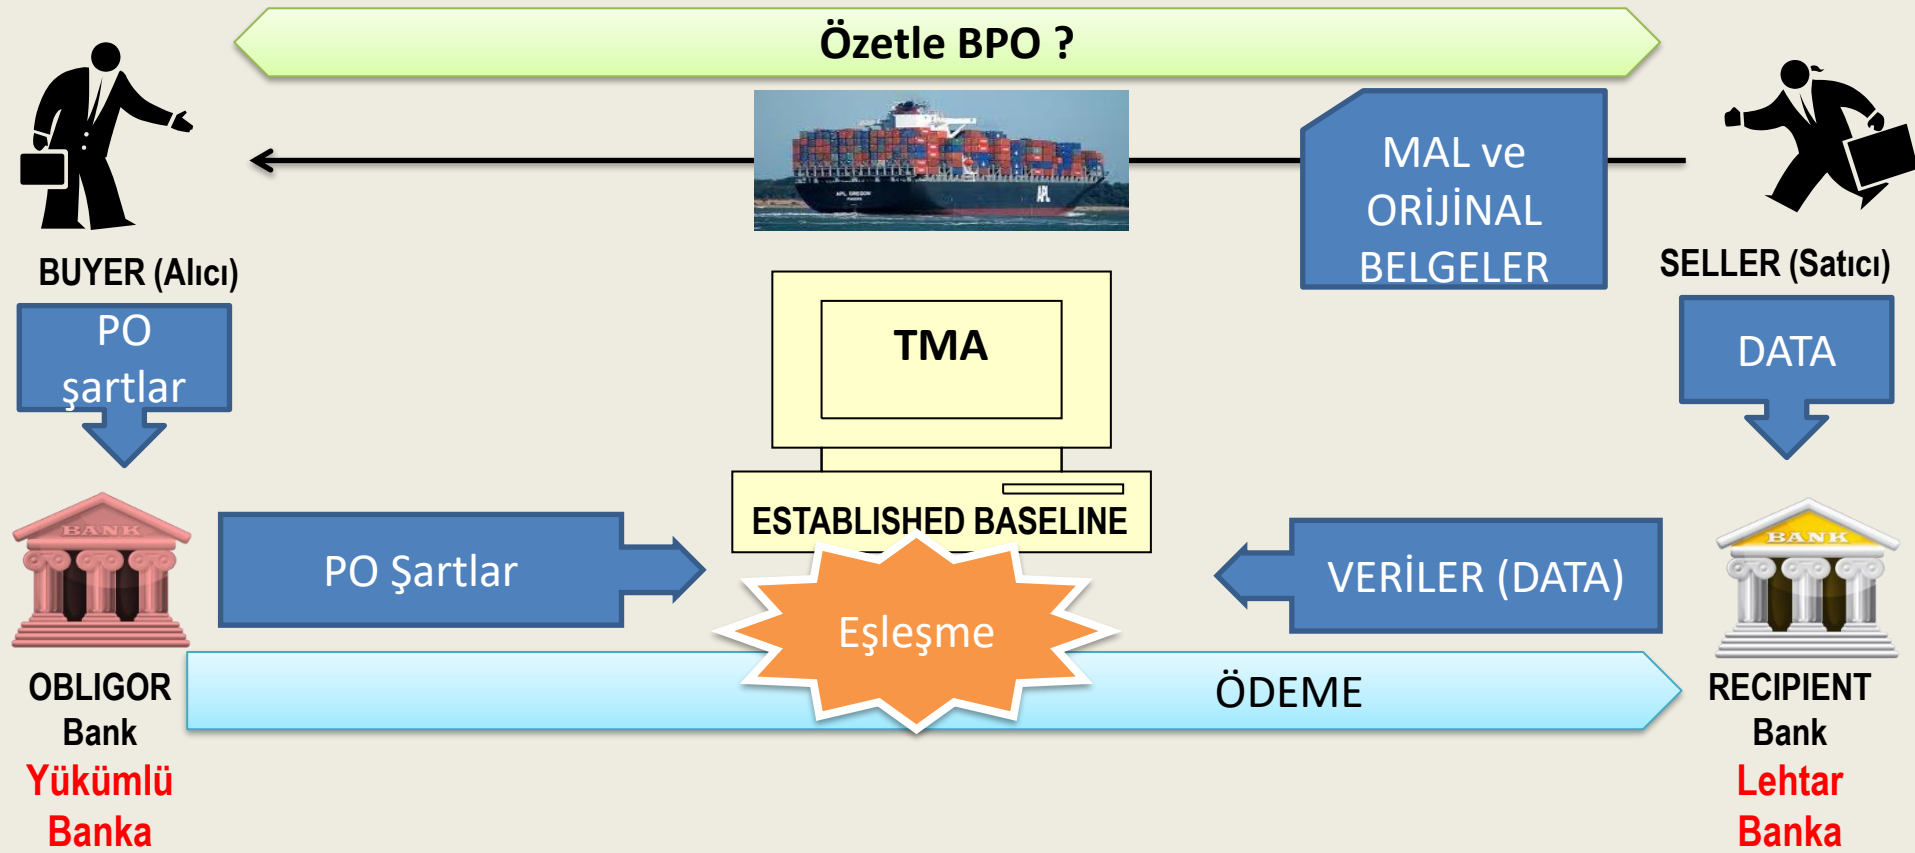 Özetle BPO ?
MAL ve
ORİJİNAL
BELGELER
BUYER (Alıcı)
SELLER (Satıcı)
PO
şartlar
TMA
DATA
ESTABLISHED BASELINE
BANK
BANK
PO Şartlar
Eşleşme
VERİLER (DATA)
ÖDEME
OBLIGOR
Bank
Yükümlü
Banka
RECIPIENT
Bank
Lehtar
Banka
APL